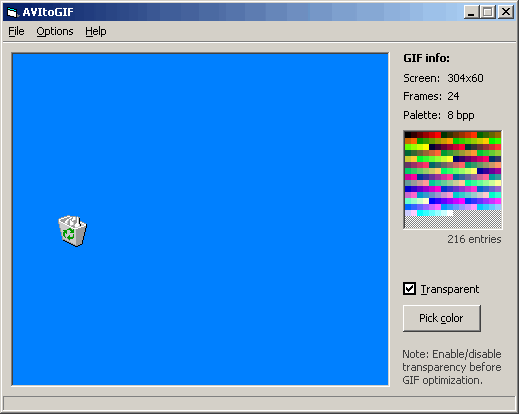 AVItoGIF
File Options Help
GIF info:
Screen: 304x60
Frames: 24
Palette: 8 bpp
216 entries
Transparent
Pick color
Note: Enable/disable
transparency before
GIF optimization.